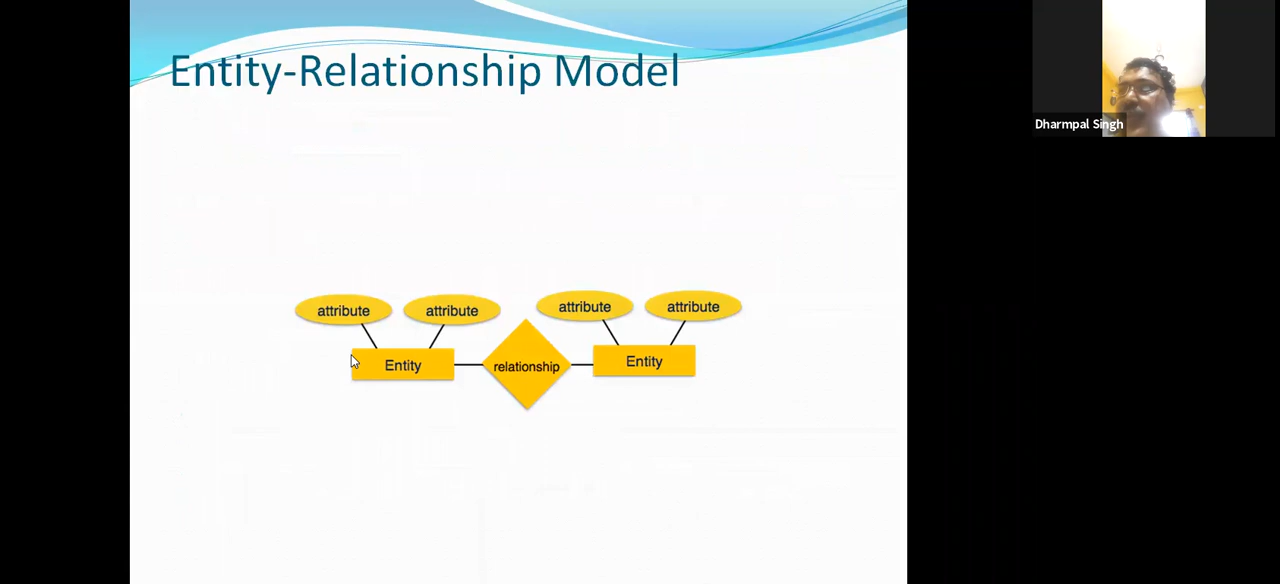 Entity-Relationship Model
Dharmpal Singh
attribute attribute attribute attribute
Entity relationship Entity